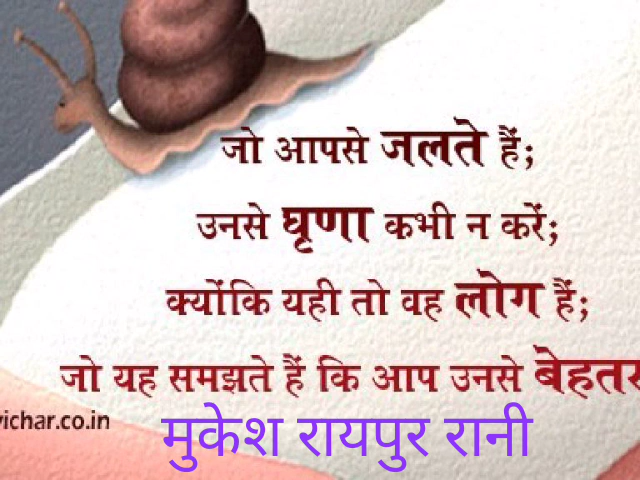 जो आपसे जलते हैं;
उनसे घृणा कभी न करें;
क्योंकि यही तो वह लोग हैं;
जो यह समझते हैं कि आप उनसे बेहतर
vichar.co.in
मुकेश रायपुर रानी